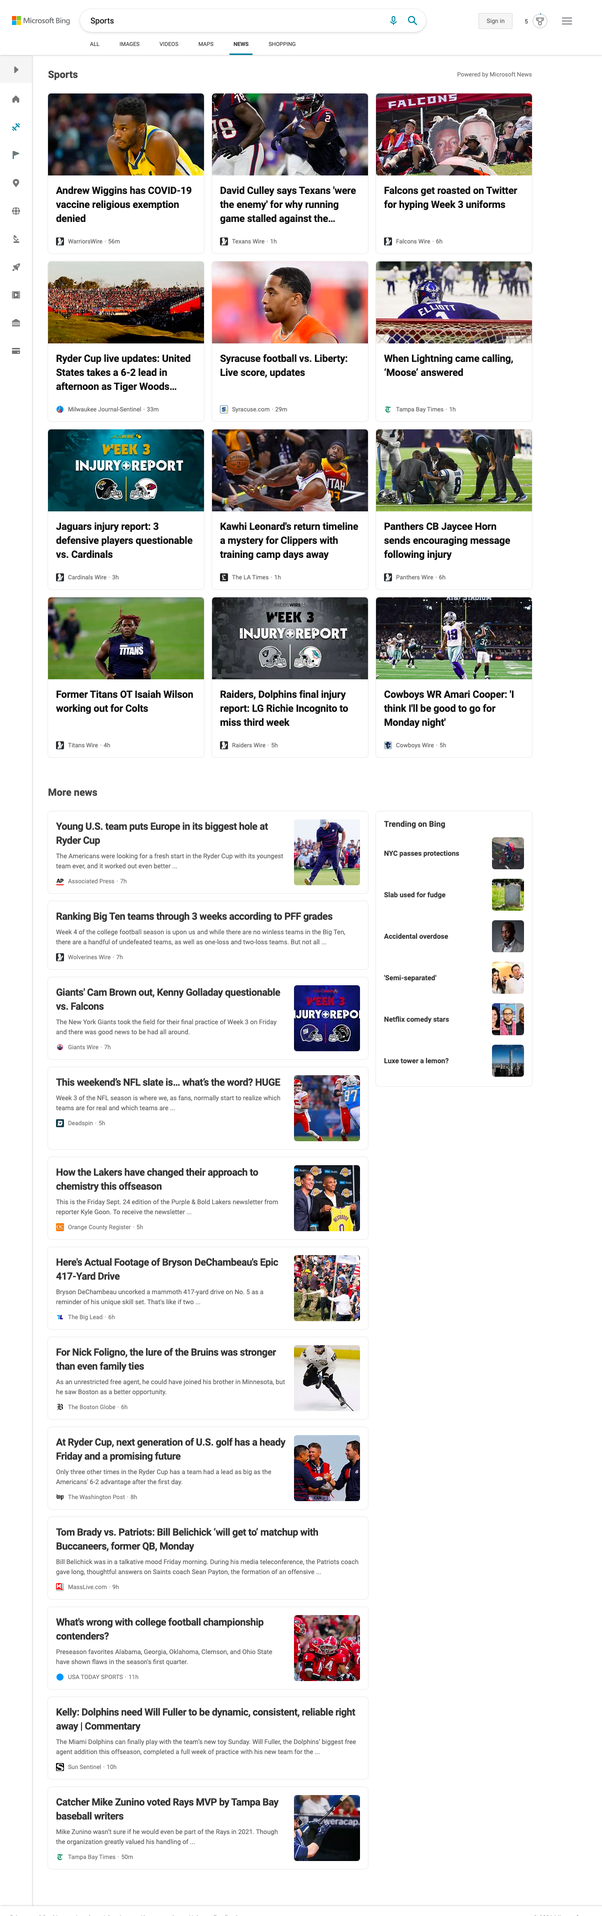 Microsoft Bing
Sports
Sign in
5
ALL
IMAGES
VIDEOS
MAPS
NEWS
SHOPPING
Sports
Powered by Microsoft News
78
2
FALCONS
Andrew Wiggins has COVID-19
vaccine religious exemption
denied
WarriorsWire · 56m
David Culley says Texans 'were
the enemy' for why running
game stalled against the...
Texans Wire · 1h
Falcons get roasted on Twitter
for hyping Week 3 uniforms
Falcons Wire · 6h
ELLIOTT
1
Ryder Cup live updates: United
States takes a 6-2 lead in
afternoon as Tiger Woods...
Milwaukee Journal-Sentinel · 33m
Syracuse football vs. Liberty:
Live score, updates
Syracuse.com · 29m
When Lightning came calling,
‘Moose’ answered
Tampa Bay Times · 1h
WEEK 3
INJURY+REPORT
UTAH
8
Jaguars injury report: 3
defensive players questionable
vs. Cardinals
Cardinals Wire · 3h
Kawhi Leonard's return timeline
a mystery for Clippers with
training camp days away
The LA Times · 1h
Panthers CB Jaycee Horn
sends encouraging message
following injury
Panthers Wire · 6h
TITANS
WEEK 3
INJURY+REPORT
AT&T STADIUM
19
32
Former Titans OT Isaiah Wilson
working out for Colts
Titans Wire · 4h
Raiders, Dolphins final injury
report: LG Richie Incognito to
miss third week
Raiders Wire · 5h
Cowboys WR Amari Cooper: 'I
think I'll be good to go for
Monday night'
Cowboys Wire · 5h
More news
Young U.S. team puts Europe in its biggest hole at
Ryder Cup
The Americans were looking for a fresh start in the Ryder Cup with its youngest
team ever, and it worked out even better ...
AP Associated Press · 7h
Ranking Big Ten teams through 3 weeks according to PFF grades
Week 4 of the college football season is upon us and while there are no winless teams in the Big Ten,
there are a handful of undefeated teams, as well as one-loss and two-loss teams. But not all ...
Wolverines Wire · 7h
Giants' Cam Brown out, Kenny Golladay questionable
vs. Falcons
The New York Giants took the field for their final practice of Week 3 on Friday
and there was good news to be had all around.
Giants Wire · 7h
WEEK 3
JURY+REPO
This weekend’s NFL slate is... what’s the word? HUGE
Week 3 of the NFL season is where we, as fans, normally start to realize which
teams are for real and which teams are ...
Deadspin · 5h
87
How the Lakers have changed their approach to
chemistry this offseason
This is the Friday Sept. 24 edition of the Purple & Bold Lakers newsletter from
reporter Kyle Goon. To receive the newsletter ...
Orange County Register · 5h
0
Here's Actual Footage of Bryson DeChambeau's Epic
417-Yard Drive
Bryson DeChambeau uncorked a mammoth 417-yard drive on No. 5 as a
reminder of his unique skill set. That's like if two ...
The Big Lead · 6h
For Nick Foligno, the lure of the Bruins was stronger
than even family ties
As an unrestricted free agent, he could have joined his brother in Minnesota, but
he saw Boston as a better opportunity.
The Boston Globe · 6h
At Ryder Cup, next generation of U.S. golf has a heady
Friday and a promising future
Only three other times in the Ryder Cup has a team had a lead as big as the
Americans’ 6-2 advantage after the first day.
wp The Washington Post · 8h
Tom Brady vs. Patriots: Bill Belichick ‘will get to’ matchup with
Buccaneers, former QB, Monday
Bill Belichick was in a talkative mood Friday morning. During his media teleconference, the Patriots coach
gave long, thoughtful answers on Saints coach Sean Payton, the formation of an offensive ...
MassLive.com · 9h
What's wrong with college football championship
contenders?
Preseason favorites Alabama, Georgia, Oklahoma, Clemson, and Ohio State
have shown flaws in the season's first quarter.
USA TODAY SPORTS · 11h
Kelly: Dolphins need Will Fuller to be dynamic, consistent, reliable right
away | Commentary
The Miami Dolphins can finally play with the team’s new toy Sunday. Will Fuller, the Dolphins’ biggest free
agent addition this offseason, completed a full week of practice with his new team for the ...
Sun Sentinel · 10h
Catcher Mike Zunino voted Rays MVP by Tampa Bay
baseball writers
Mike Zunino wasn’t sure if he would even be part of the Rays in 2021. Though
the organization greatly valued his handling of ...
Tampa Bay Times · 50m
weracap.
Trending on Bing
NYC passes protections
Slab used for fudge
Accidental overdose
'Semi-separated'
Netflix comedy stars
Luxe tower a lemon?